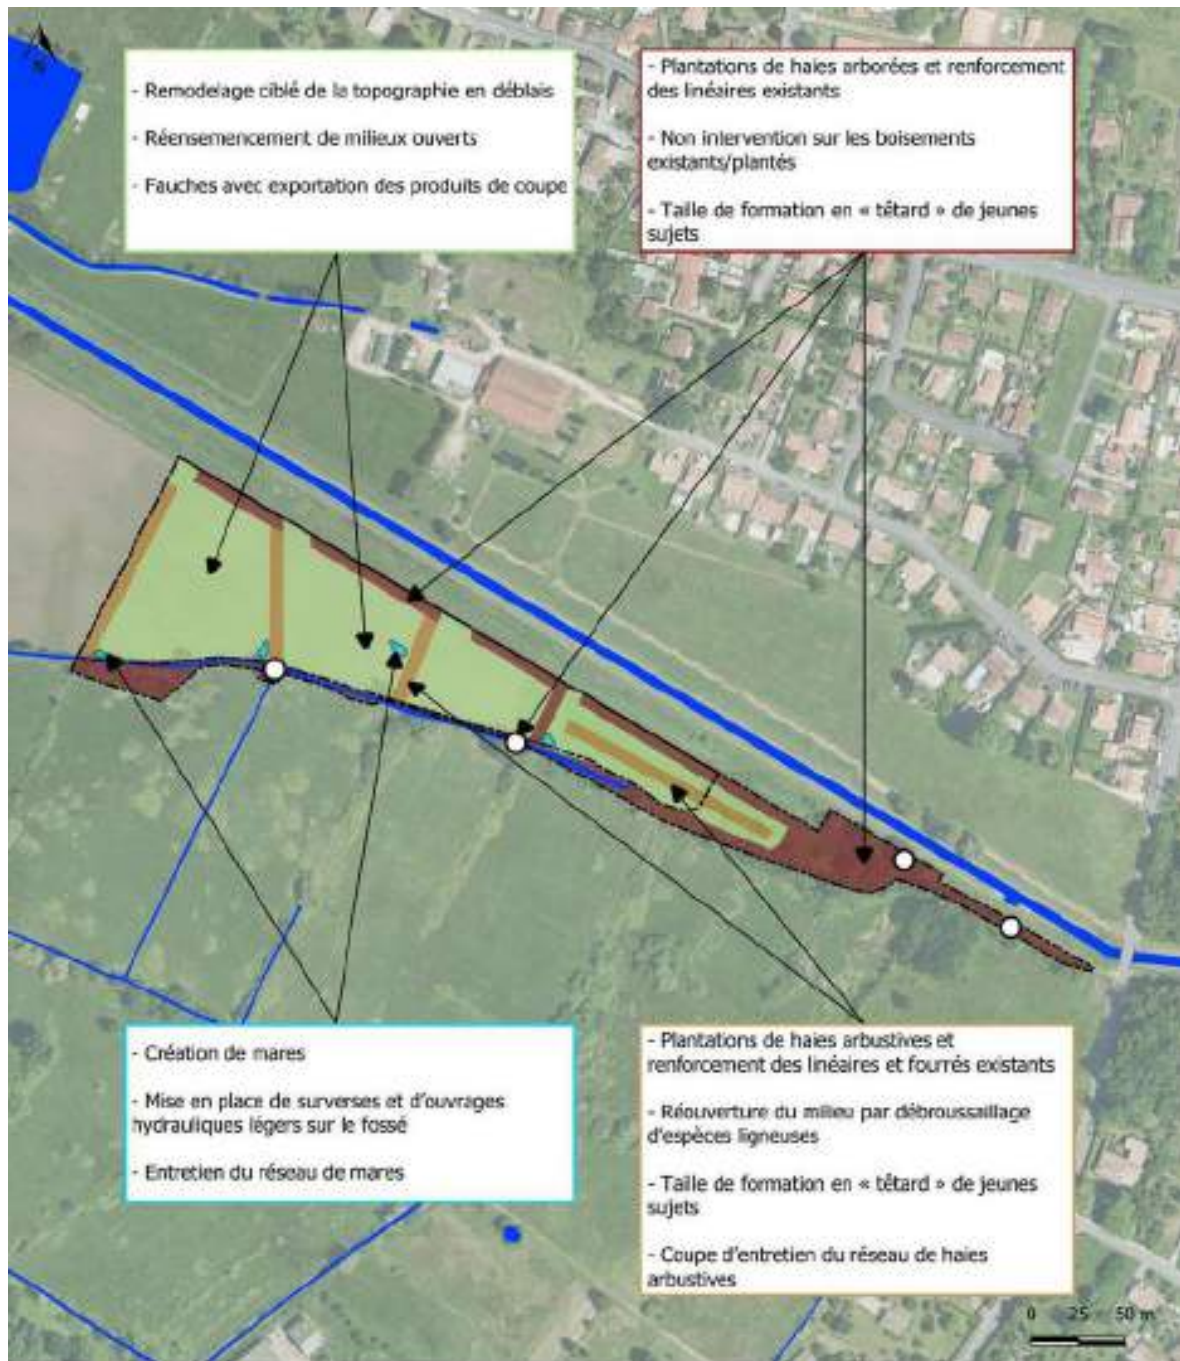 N
- Remodelage ciblé de la topographie en déblais
- Réensemencement de milieux ouverts
- Fauches avec exportation des produits de coupe
- Plantations de haies arborées et renforcement
des linéaires existants
- Non intervention sur les boisements
existants/plantés
- Taille de formation en « têtard » de jeunes
sujets
- Création de mares
- Mise en place de surverses et d'ouvrages
hydrauliques légers sur le fossé
- Entretien du réseau de mares
- Plantations de haies arbustives et
renforcement des linéaires et fourrés existants
- Réouverture du milieu par débroussaillage
d'espèces ligneuses
- Taille de formation en « têtard » de jeunes
sujets
- Coupe d'entretien du réseau de haies
arbustives
0 25 50 m